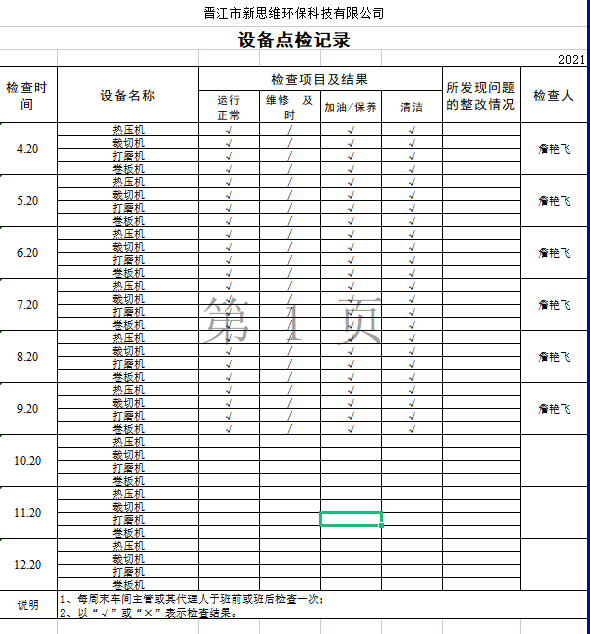 晋江市新思维环保科技有限公司
设备点检记录
2021
检查时间 设备名称 检查项目及结果 所发现问题的整改情况 检查人
运行正常 维修 及时 加油/保养 清洁
4.20 热压机 √ / √ √ 詹艳飞
裁切机 √ / √ √
打磨机 √ / √ √
卷板机 √ / √ √
5.20 热压机 √ / √ √ 詹艳飞
裁切机 √ / √ √
打磨机 √ / √ √
卷板机 √ / √ √
6.20 热压机 √ / √ √ 詹艳飞
裁切机 √ / √ √
打磨机 √ / √ √
卷板机 √ / √ √
7.20 热压机 √ / √ √ 詹艳飞
裁切机 √ / √ √
打磨机 √ / √ √
卷板机 √ / √ √
第 1 页
8.20 热压机 √ / √ √ 詹艳飞
裁切机 √ / √ √
打磨机 √ / √ √
卷板机 √ / √ √
9.20 热压机 √ / √ √ 詹艳飞
裁切机 √ / √ √
打磨机 √ / √ √
卷板机 √ / √ √
10.20 热压机
裁切机
打磨机
卷板机
11.20 热压机
裁切机
打磨机
卷板机
12.20 热压机
裁切机
打磨机
卷板机
说明 1、每周末车间主管或其代理人于班前或班后检查一次；
2、以“√”或“×”表示检查结果。